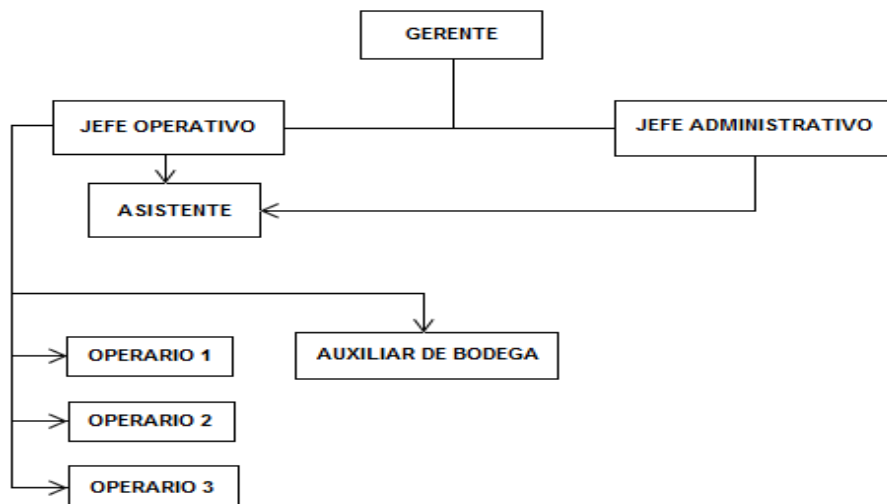 GERENTE
JEFE OPERATIVO
JEFE ADMINISTRATIVO
ASISTENTE
OPERARIO 1
AUXILIAR DE BODEGA
OPERARIO 2
OPERARIO 3